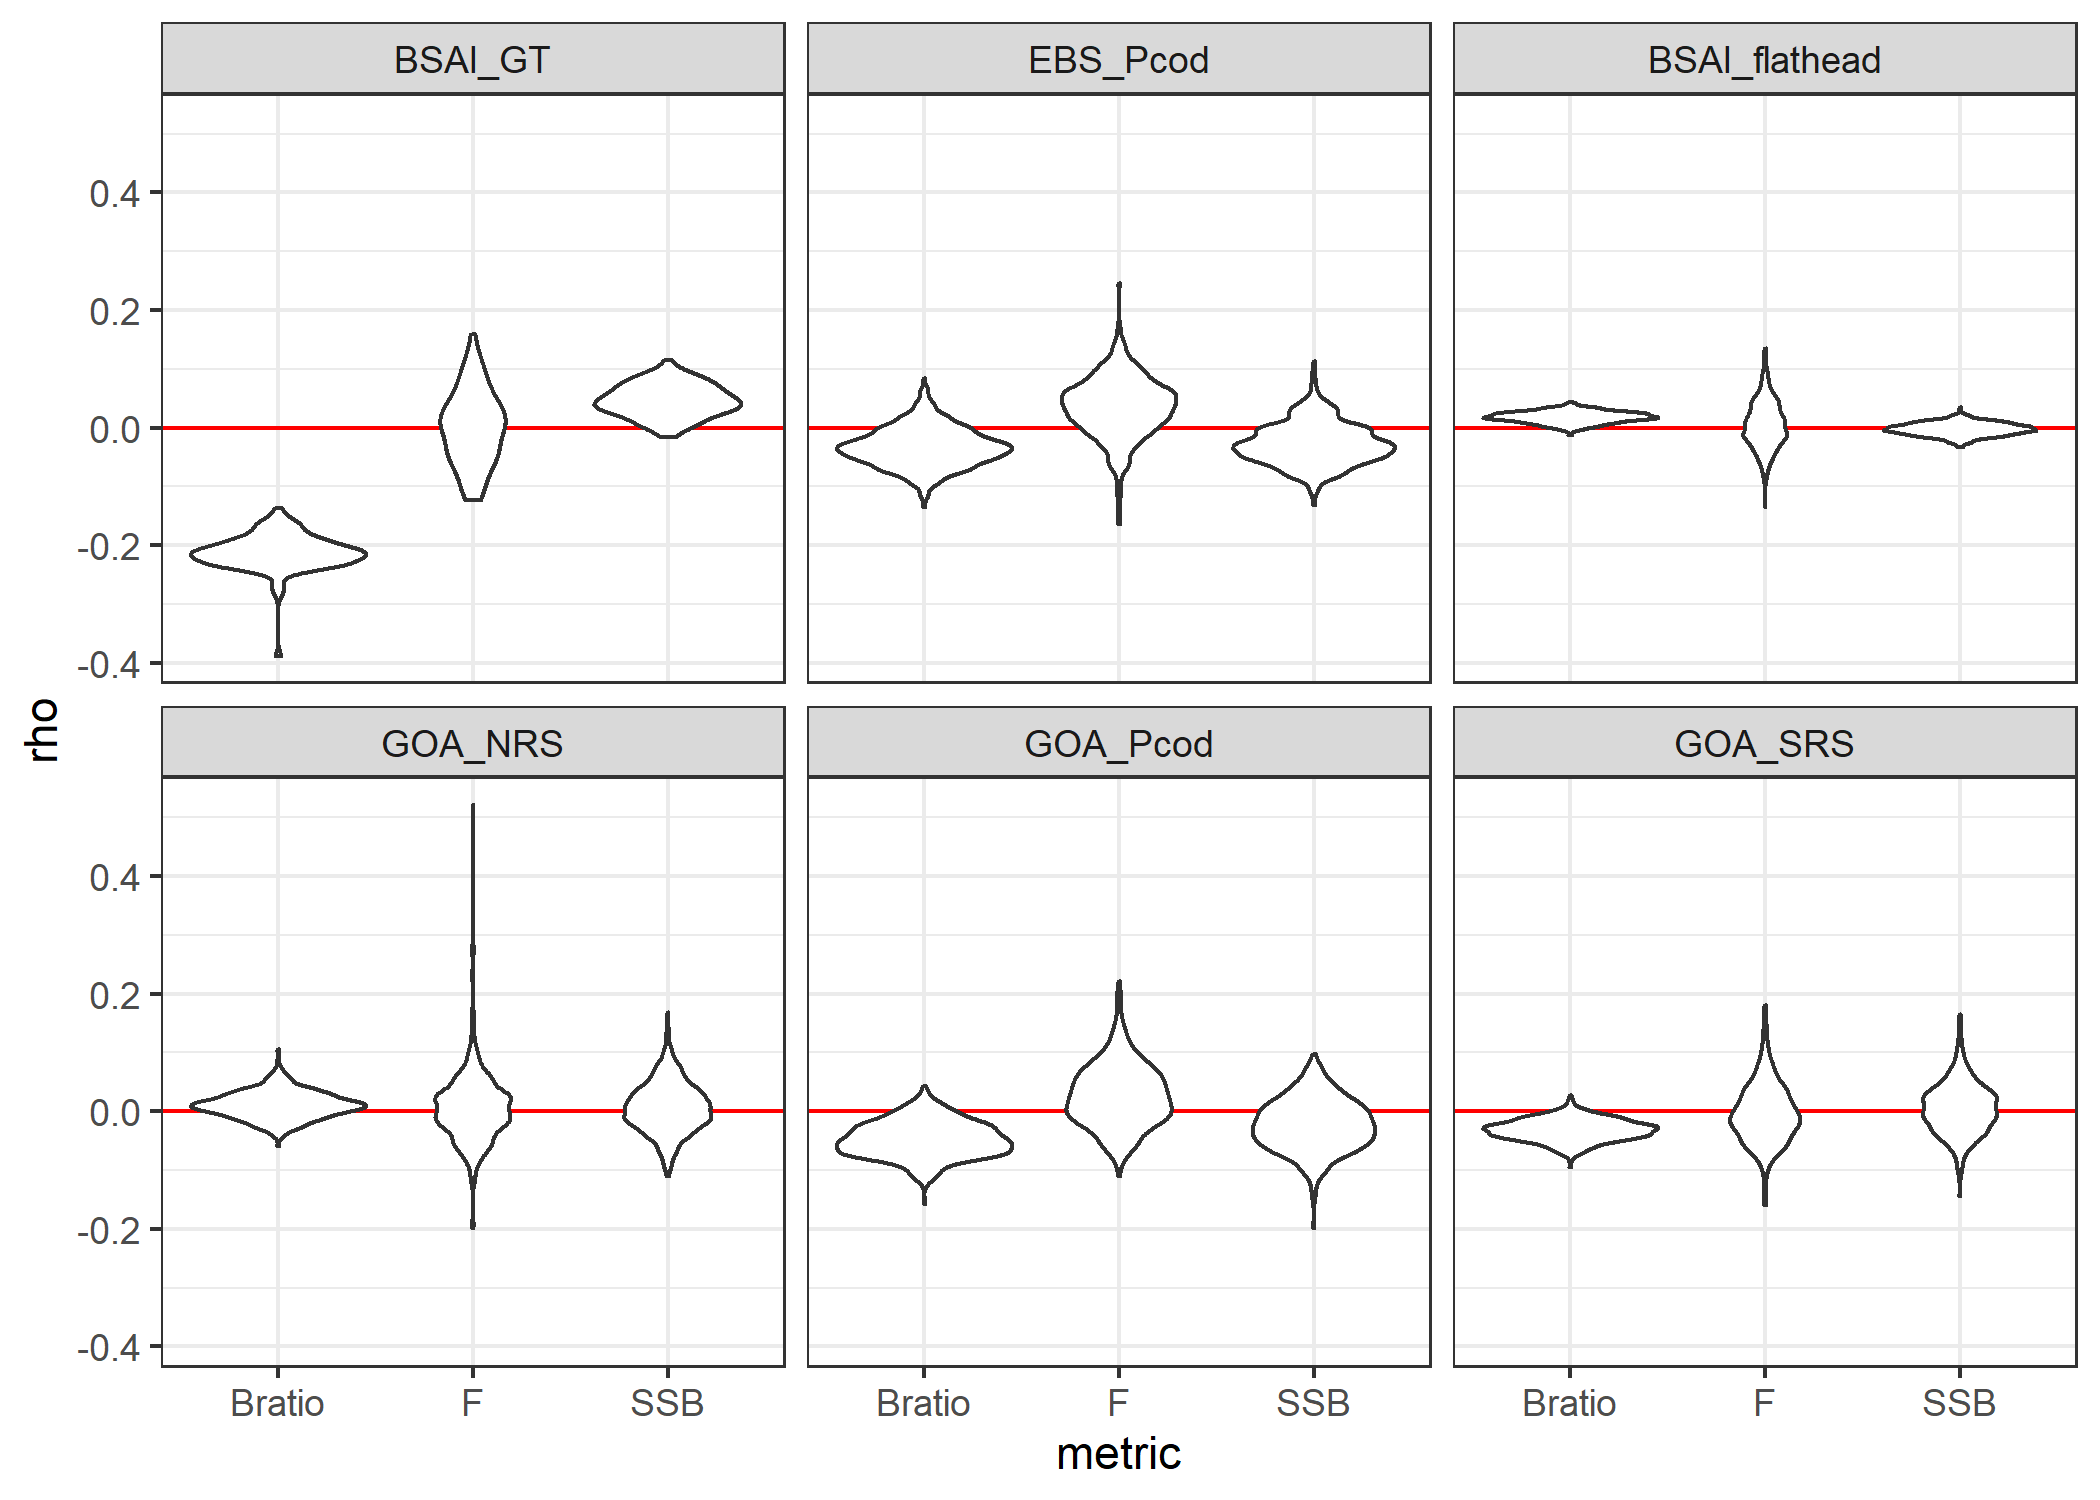 BSAI_GT
EBS_Pcod
BSAI_flathead
0.4
0.2
0.0
-0.2
-0.4
rho
GOA_NRS
GOA_Pcod
GOA_SRS
0.4
0.2
0.0
-0.2
-0.4
Bratio F SSB
Bratio F SSB
Bratio F SSB
metric